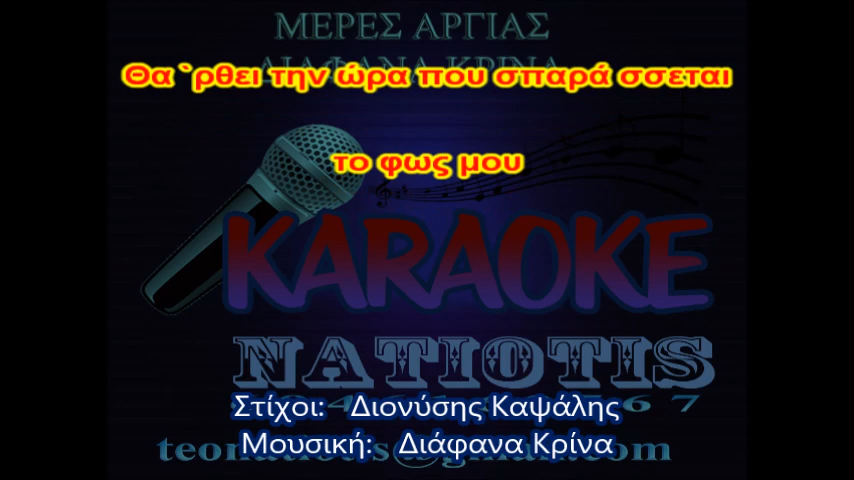 ΜΕΡΕΣ ΑΡΓΙΑΣ
ΔΙΑΦΑΝΑ ΚΡΙΝΑ
Θα `ρθει την ώρα που σπαρά σσεται
το φως μου
KARAOKE
NATIOTIS
Στίχοι: Διονύσης Καψάλης
Μουσική: Διάφανα Κρίνα